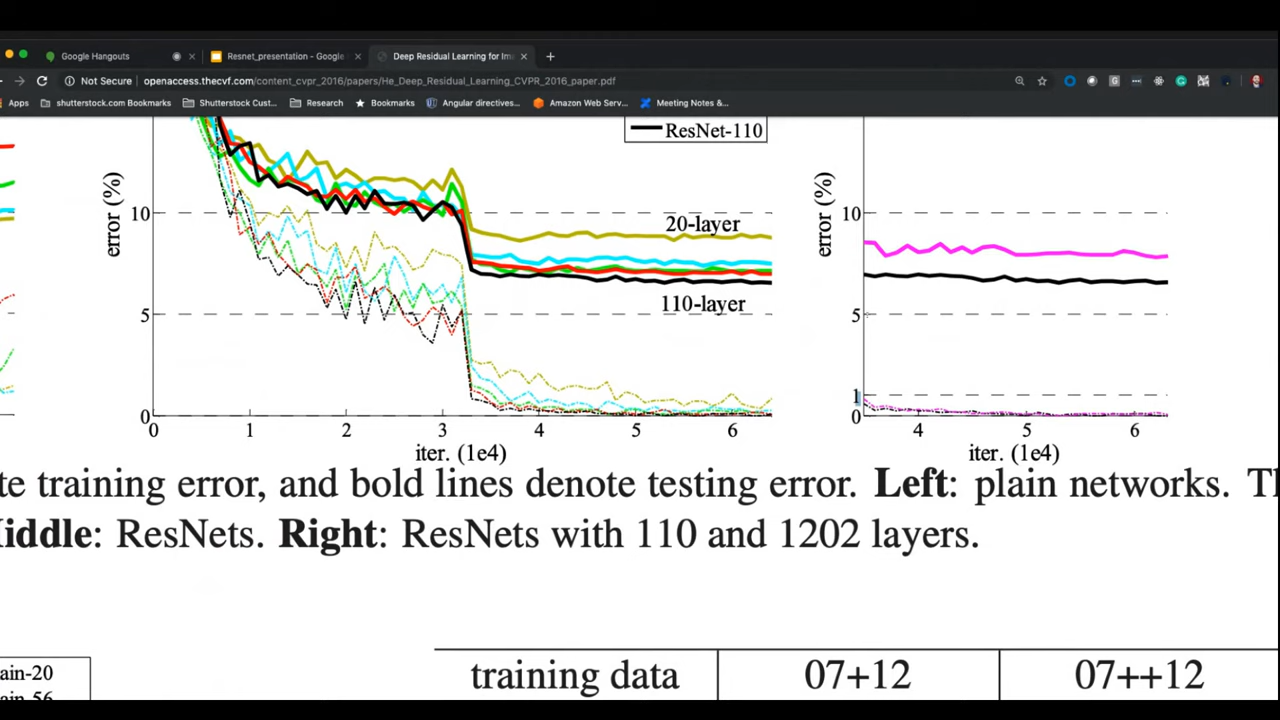 Google Hangouts
Resnet_presentation - Google
Deep Residual Learning for Im
Not Secure openaccess.thecvf.com/content_cvpr_2016/papers/He_Deep_Residual_Learning_CVPR_2016_paper.pdf
Apps shutterstock.com Bookmarks Shutterstock Cust... Research Bookmarks Angular directives... Amazon Web Serv... Meeting Notes &...
ResNet-110
error (%)
10
5
0
20-layer
110-layer
0 1 2 3 4 5 6
iter. (1e4)
error (%)
10
5
1
0
4 5 6
iter. (1e4)
te training error, and bold lines denote testing error. Left: plain networks. Th
iddle: ResNets. Right: ResNets with 110 and 1202 layers.
ain-20
ain-56
training data 07+12 07++12